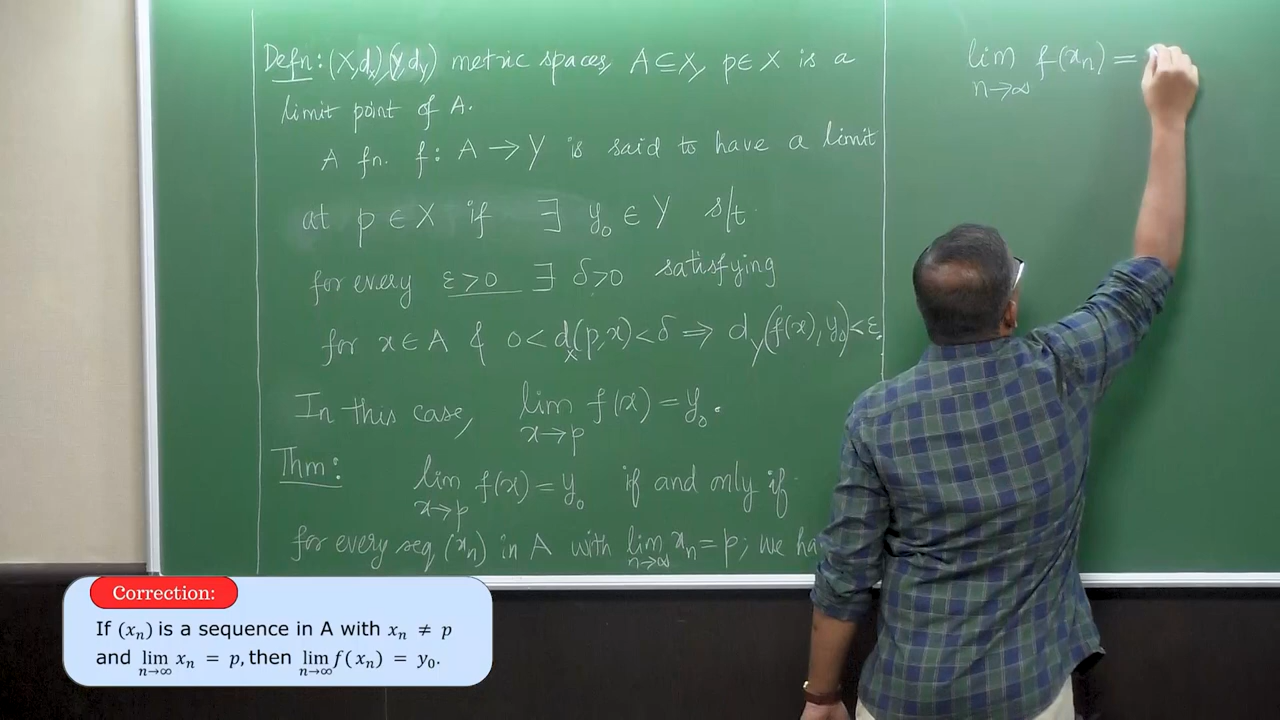 Defn: (X,dₓ),(Y,d_Y) metric spaces, A ⊆ X, p ∈ X is a
limit point of A.
A fn. f: A → Y is said to have a limit
at p ∈ X if ∃ y₀ ∈ Y s/t.
for every ε>0 ∃ δ>0 satisfying
for x ∈ A & 0 < dₓ(p,x) < δ ⇒ d_Y(f(x), y₀) < ε.
In this case, lim f(x) = y₀.
x→p
Thm: lim f(x) = y₀ if and only if
x→p
for every seq. (xₙ) in A with lim xₙ = p; we
n→∞
lim f(xₙ) =
n→∞
Correction:
If (xₙ) is a sequence in A with xₙ ≠ p
and lim xₙ = p, then lim f(xₙ) = y₀.
n→∞ n→∞